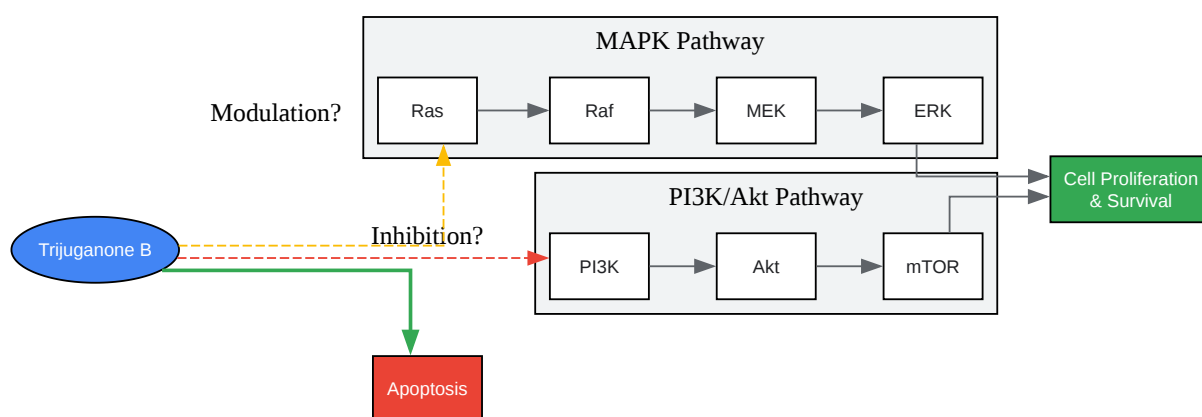 MAPK Pathway
Modulation?
Ras
Raf
MEK
ERK
Cell Proliferation
& Survival
PI3K/Akt Pathway
Inhibition?
Trijuganone B
PI3K
Akt
mTOR
Apoptosis